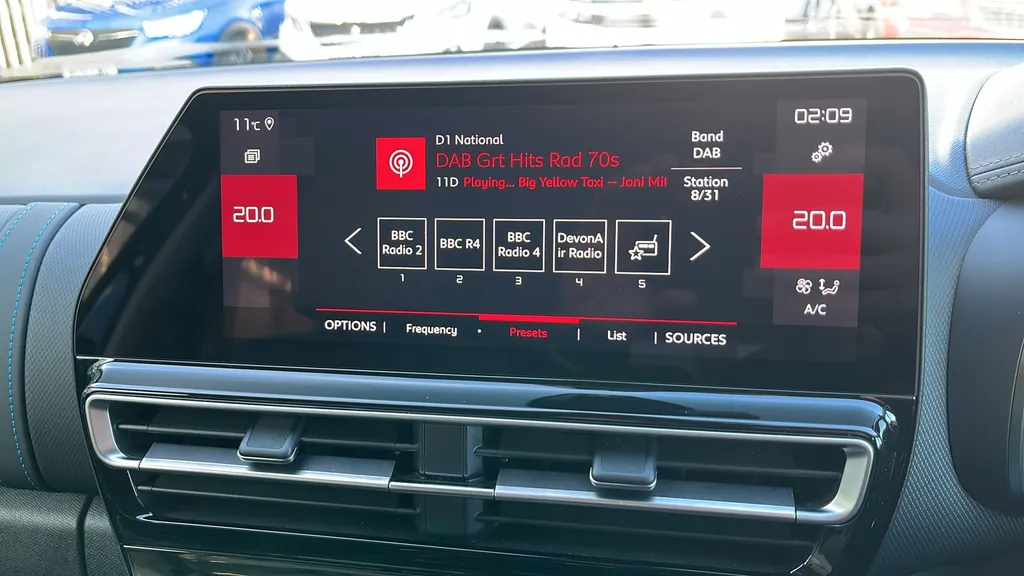 11°C
02:09
D1 National
DAB Grt Hits Rad 70s
11D Playing... Big Yellow Taxi -- Joni Mit
Band
DAB
Station
8/31
20.0
20.0
BBC
Radio 2
BBC R4
BBC
Radio 4
DevonA
ir Radio
1
2
3
4
5
A/C
OPTIONS | Frequency • Presets | List | SOURCES